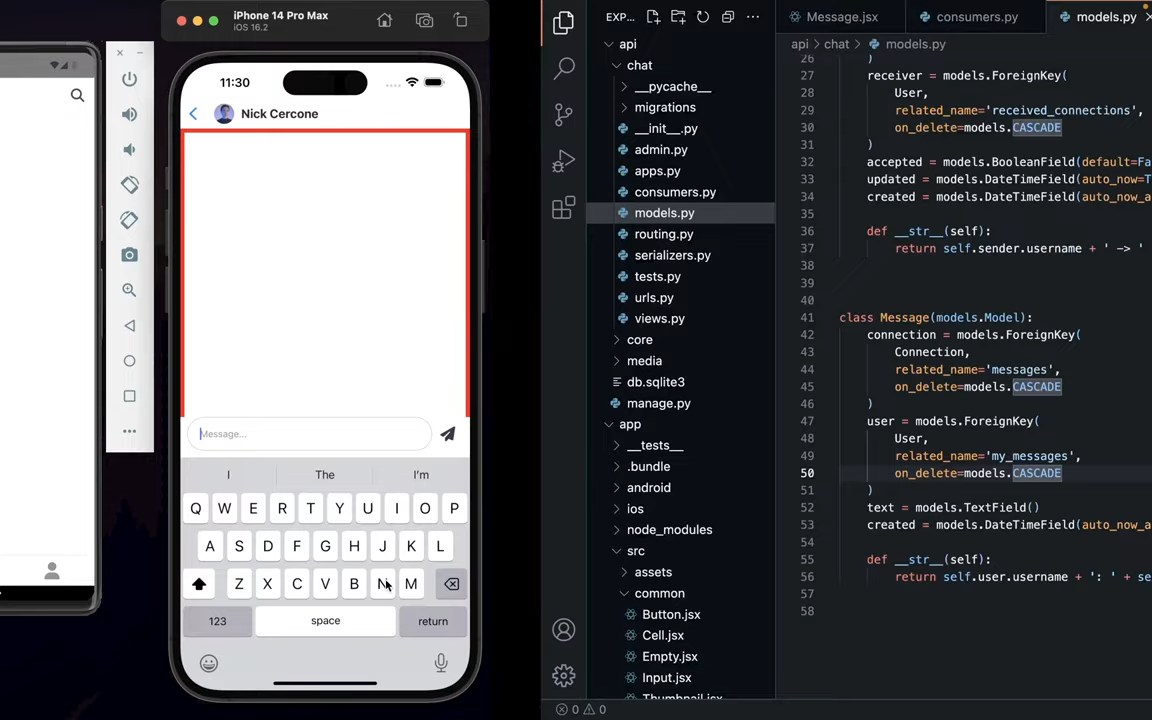 iPhone 14 Pro Max
iOS 16.2
11:30
Nick Cercone
Message...
I The I'm
Q W E R T Y U I O P
A S D F G H J K L
Z X C V B N M
123 space return
EXP...
api
chat
__pycache__
migrations
__init__.py
admin.py
apps.py
consumers.py
models.py
routing.py
serializers.py
tests.py
urls.py
views.py
core
media
db.sqlite3
manage.py
app
__tests__
.bundle
android
ios
node_modules
src
assets
common
Button.jsx
Cell.jsx
Empty.jsx
Input.jsx
Thumbnail.jsx
0 0
Message.jsx consumers.py models.py
api > chat > models.py
26 )
27 receiver = models.ForeignKey(
28 User,
29 related_name='received_connections',
30 on_delete=models.CASCADE
31 )
32 accepted = models.BooleanField(default=Fa
33 updated = models.DateTimeField(auto_now=T
34 created = models.DateTimeField(auto_now_a
35
36 def __str__(self):
37 return self.sender.username + ' -> '
38
39
40
41 class Message(models.Model):
42 connection = models.ForeignKey(
43 Connection,
44 related_name='messages',
45 on_delete=models.CASCADE
46 )
47 user = models.ForeignKey(
48 User,
49 related_name='my_messages',
50 on_delete=models.CASCADE
51 )
52 text = models.TextField()
53 created = models.DateTimeField(auto_now_a
54
55 def __str__(self):
56 return self.user.username + ': ' + se
57
58